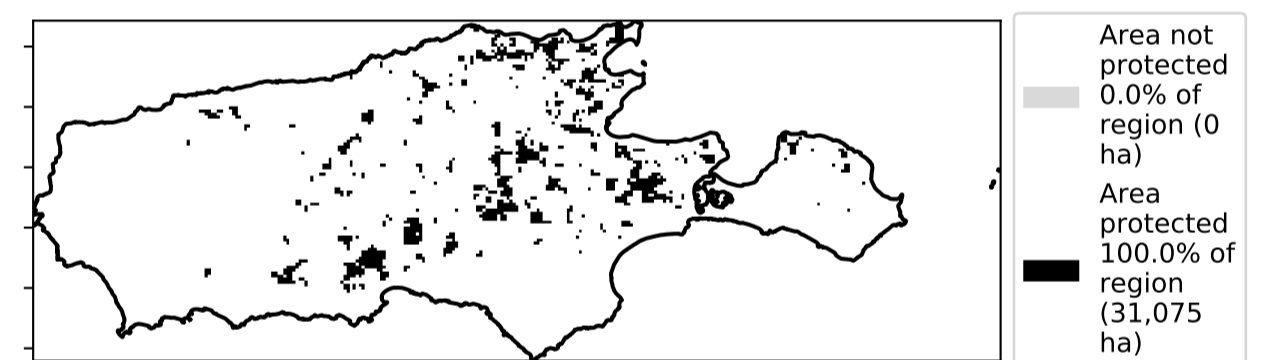 Area not
protected
0.0% of
region (0
ha)
Area
protected
100.0% of
region
(31,075
ha)